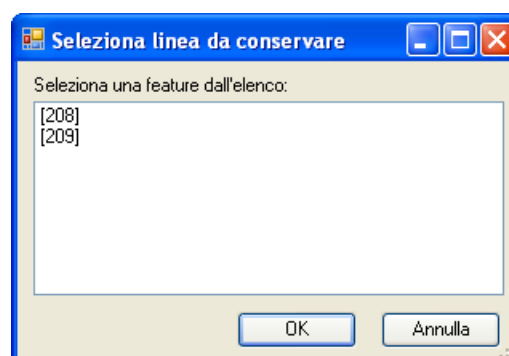 Seleziona linea da conservare
Seleziona una feature dall'elenco:
[208]
[209]
OK Annulla